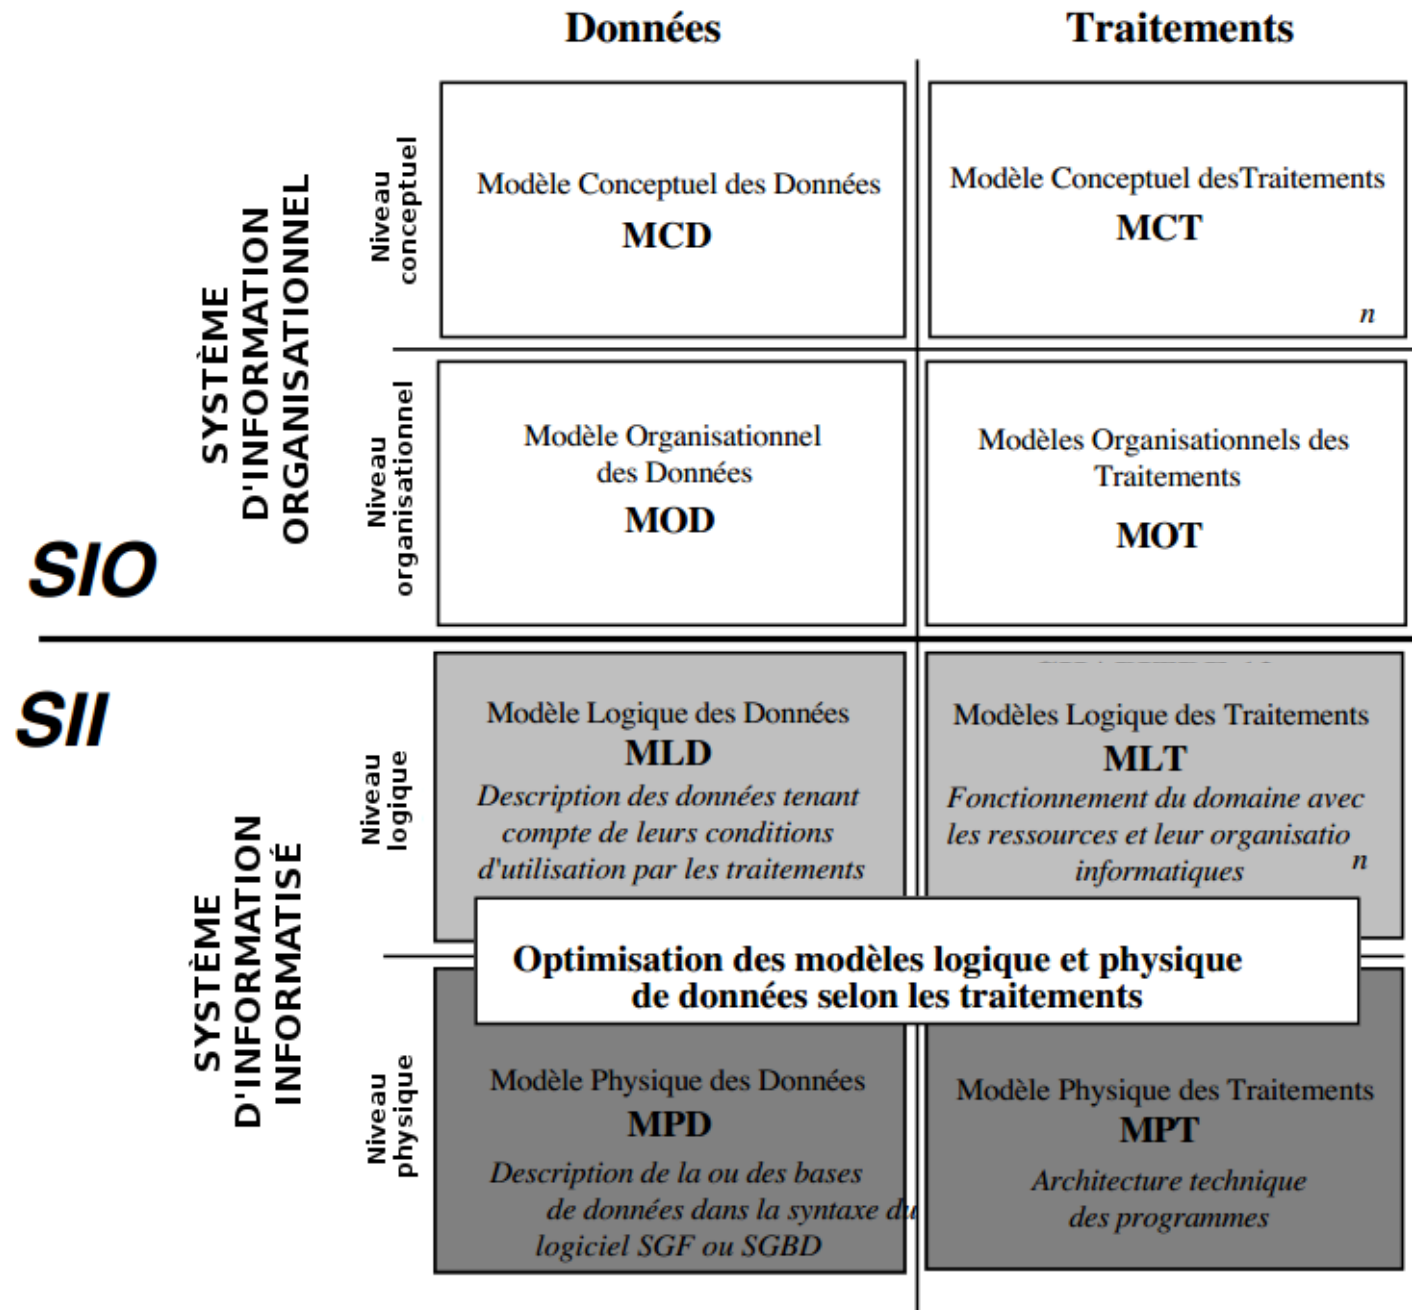 Données
Traitements
SYSTÈME
D'INFORMATION
ORGANISATIONNEL
SIO
Niveau
conceptuel
Modèle Conceptuel des Données
MCD
Modèle Conceptuel desTraitements
MCT
n
Niveau
organisationnel
Modèle Organisationnel
des Données
MOD
Modèles Organisationnels des
Traitements
MOT
SII
SYSTÈME
D'INFORMATION
INFORMATISÉ
Niveau
logique
Modèle Logique des Données
MLD
Description des données tenant
compte de leurs conditions
d'utilisation par les traitements
Modèles Logique des Traitements
MLT
Fonctionnement du domaine avec
les ressources et leur organisatio
n
informatiques
Optimisation des modèles logique et physique
de données selon les traitements
Niveau
physique
Modèle Physique des Données
MPD
Description de la ou des bases
de données dans la syntaxe du
logiciel SGF ou SGBD
Modèle Physique des Traitements
MPT
Architecture technique
des programmes